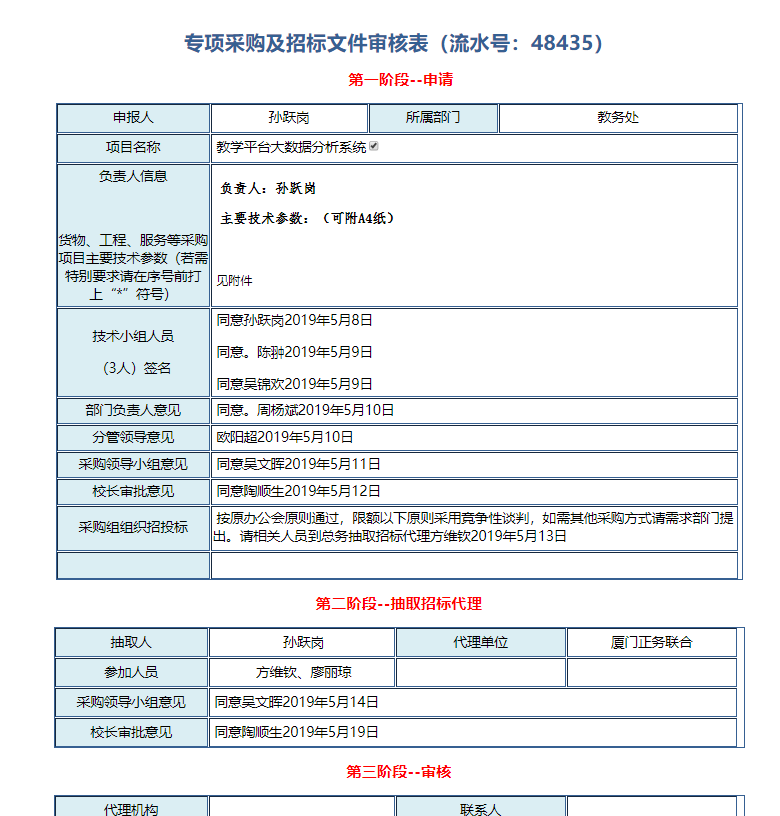 专项采购及招标文件审核表（流水号：48435）
第一阶段--申请
申报人 孙跃岗 所属部门 教务处
项目名称 教学平台大数据分析系统
负责人信息
负责人：孙跃岗
主要技术参数：（可附A4纸）
货物、工程、服务等采购
项目主要技术参数（若需
特别要求请在序号前打
上“*”符号）
见附件
技术小组人员
（3人）签名
同意孙跃岗2019年5月8日
同意。陈翀2019年5月9日
同意吴锦欢2019年5月9日
部门负责人意见 同意。周杨斌2019年5月10日
分管领导意见 欧阳超2019年5月10日
采购领导小组意见 同意吴文晖2019年5月11日
校长审批意见 同意陶顺生2019年5月12日
采购组组织招投标
按原办公会原则通过，限额以下原则采用竞争性谈判，如需其他采购方式请需求部门提
出。请相关人员到总务抽取招标代理方维钦2019年5月13日
第二阶段--抽取招标代理
抽取人 孙跃岗 代理单位 厦门正务联合
参加人员 方维钦、廖丽琼
采购领导小组意见 同意吴文晖2019年5月14日
校长审批意见 同意陶顺生2019年5月19日
第三阶段--审核
代理机构 联系人